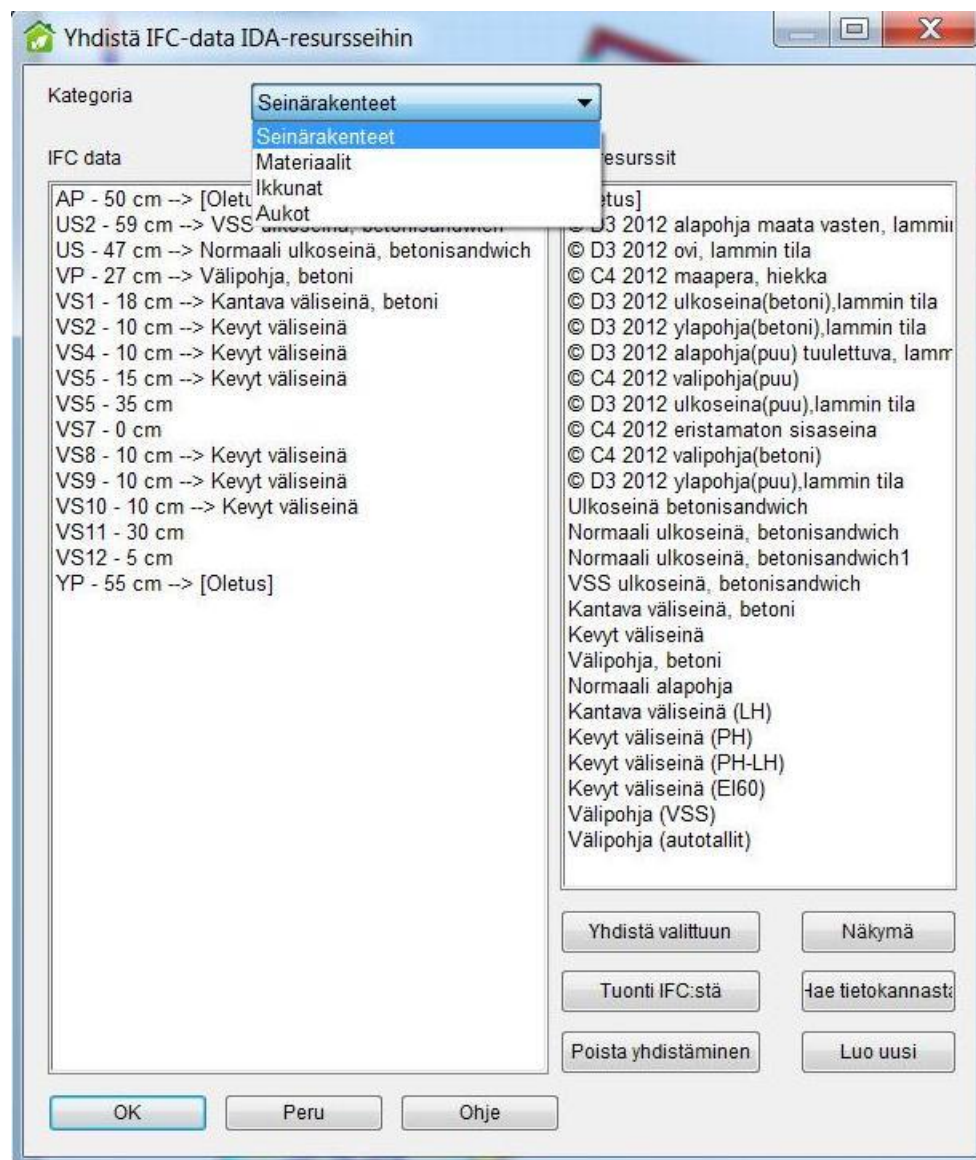 Yhdistä IFC-data IDA-resursseihin
Kategoria
Seinärakenteet
Seinärakenteet
Materiaalit
Ikkunat
Aukot
IFC data
AP - 50 cm --> [Oletu
US2 - 59 cm --> VSS ulkoseinä, betonisandwich
US - 47 cm --> Normaali ulkoseinä, betonisandwich
VP - 27 cm --> Välipohja, betoni
VS1 - 18 cm --> Kantava väliseinä, betoni
VS2 - 10 cm --> Kevyt väliseinä
VS4 - 10 cm --> Kevyt väliseinä
VS5 - 15 cm --> Kevyt väliseinä
VS5 - 35 cm
VS7 - 0 cm
VS8 - 10 cm --> Kevyt väliseinä
VS9 - 10 cm --> Kevyt väliseinä
VS10 - 10 cm --> Kevyt väliseinä
VS11 - 30 cm
VS12 - 5 cm
YP - 55 cm --> [Oletus]
resurssit
etus]
© D3 2012 alapohja maata vasten, lammi
© D3 2012 ovi, lammin tila
© C4 2012 maapera, hiekka
© D3 2012 ulkoseina(betoni),lammin tila
© D3 2012 ylapohja(betoni),lammin tila
© D3 2012 alapohja(puu) tuulettuva, lamm
© C4 2012 valipohja(puu)
© D3 2012 ulkoseina(puu),lammin tila
© C4 2012 eristamaton sisaseina
© C4 2012 valipohja(betoni)
© D3 2012 ylapohja(puu),lammin tila
Ulkoseinä betonisandwich
Normaali ulkoseinä, betonisandwich
Normaali ulkoseinä, betonisandwich1
VSS ulkoseinä, betonisandwich
Kantava väliseinä, betoni
Kevyt väliseinä
Välipohja, betoni
Normaali alapohja
Kantava väliseinä (LH)
Kevyt väliseinä (PH)
Kevyt väliseinä (PH-LH)
Kevyt väliseinä (EI60)
Välipohja (VSS)
Välipohja (autotallit)
Yhdistä valittuun
Näkymä
Tuonti IFC:stä
Hae tietokannasta
Poista yhdistäminen
Luo uusi
OK
Peru
Ohje